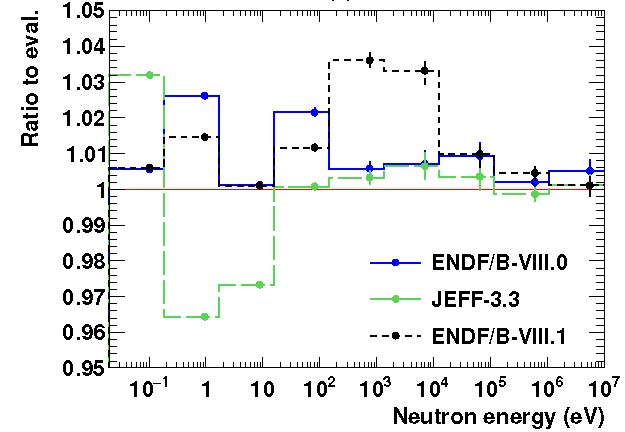 Ratio to eval.
1.05
1.04
1.03
1.02
1.01
1
0.99
0.98
0.97
0.96
0.95
ENDF/B-VIII.0
JEFF-3.3
ENDF/B-VIII.1
10⁻¹ 1 10 10² 10³ 10⁴ 10⁵ 10⁶ 10⁷
Neutron energy (eV)